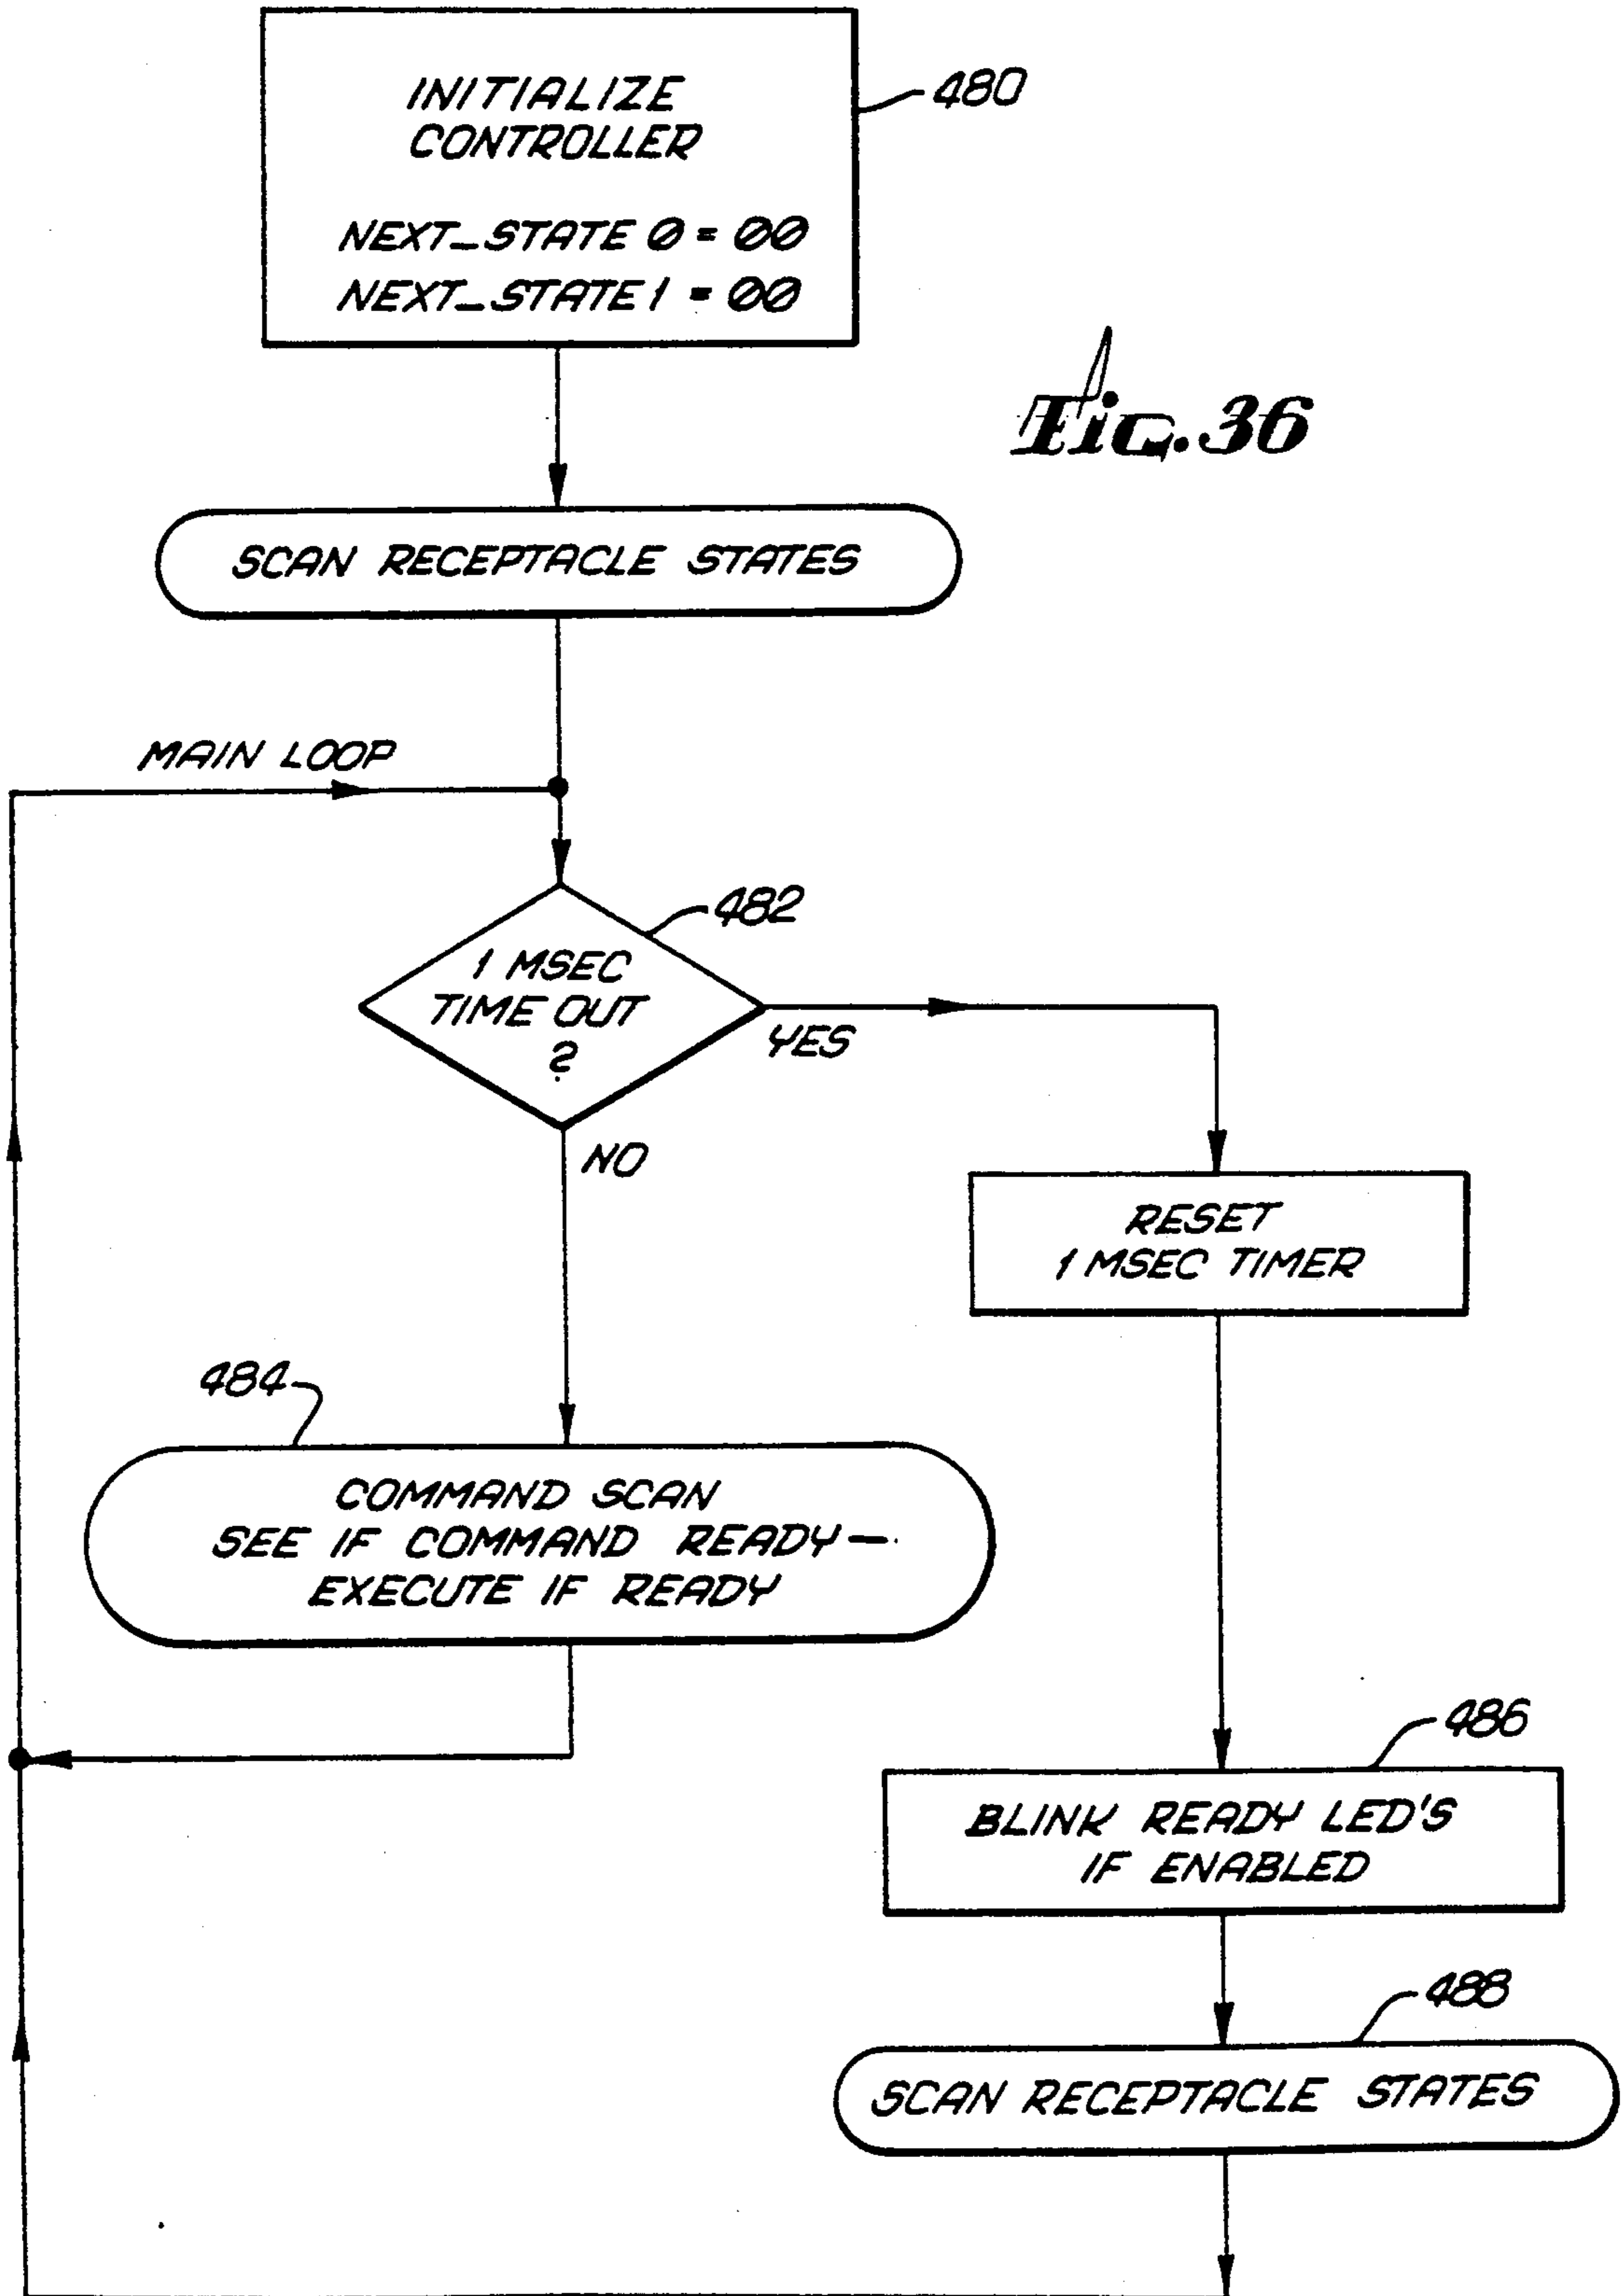 INITIALIZE
CONTROLLER
NEXT_STATE 0 = 00
NEXT_STATE 1 = 00
480
Fig. 36
SCAN RECEPTACLE STATES
MAIN LOOP
482
1 MSEC
TIME OUT
?
YES
NO
RESET
1 MSEC TIMER
484
COMMAND SCAN
SEE IF COMMAND READY—
EXECUTE IF READY
486
BLINK READY LED'S
IF ENABLED
488
SCAN RECEPTACLE STATES